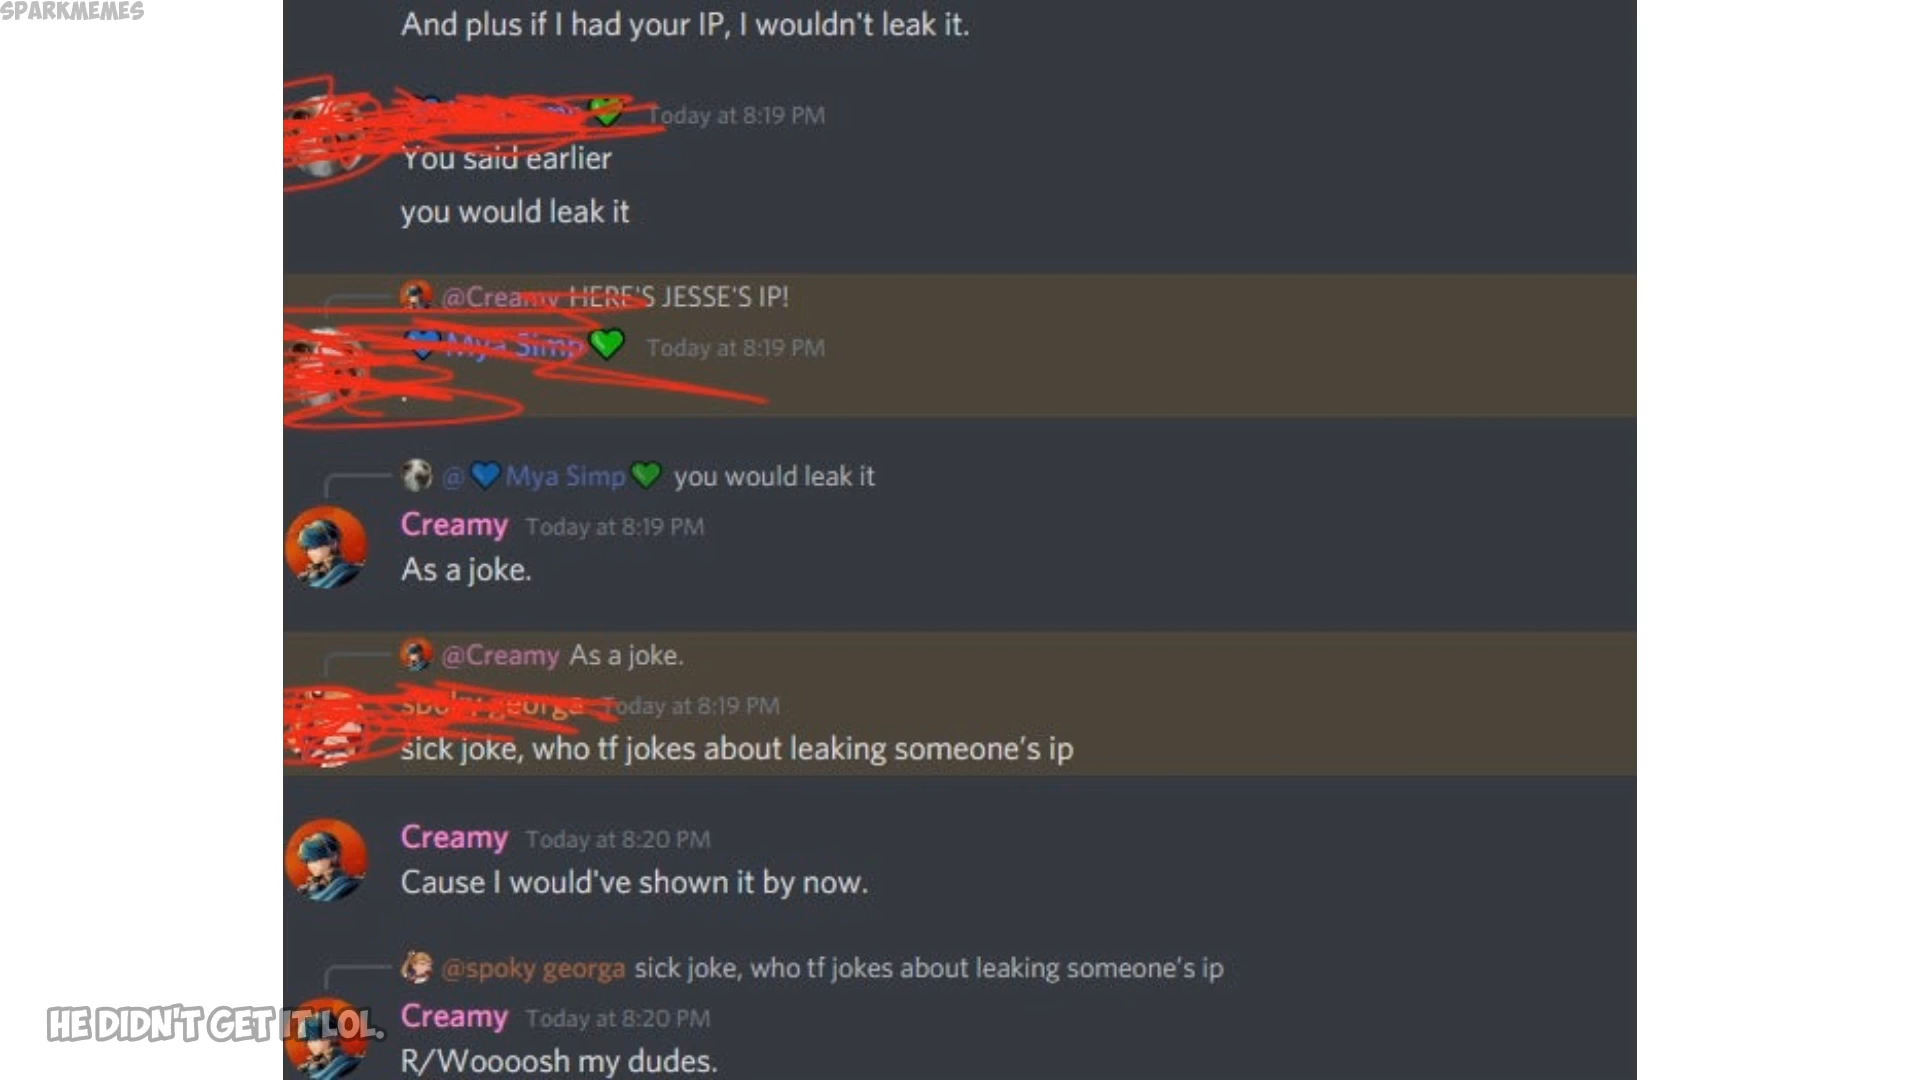 SPARKMEMES
And plus if I had your IP, I wouldn't leak it.
Today at 8:19 PM
You said earlier
you would leak it
@Creamy HERE'S JESSE'S IP!
Mya Simp Today at 8:19 PM
.
@💙Mya Simp💚 you would leak it
Creamy Today at 8:19 PM
As a joke.
@Creamy As a joke.
spoky georga Today at 8:19 PM
sick joke, who tf jokes about leaking someone's ip
Creamy Today at 8:20 PM
Cause I would've shown it by now.
@spoky georga sick joke, who tf jokes about leaking someone's ip
HE DIDN'T GET IT LOL.
Creamy Today at 8:20 PM
R/Woooosh my dudes.